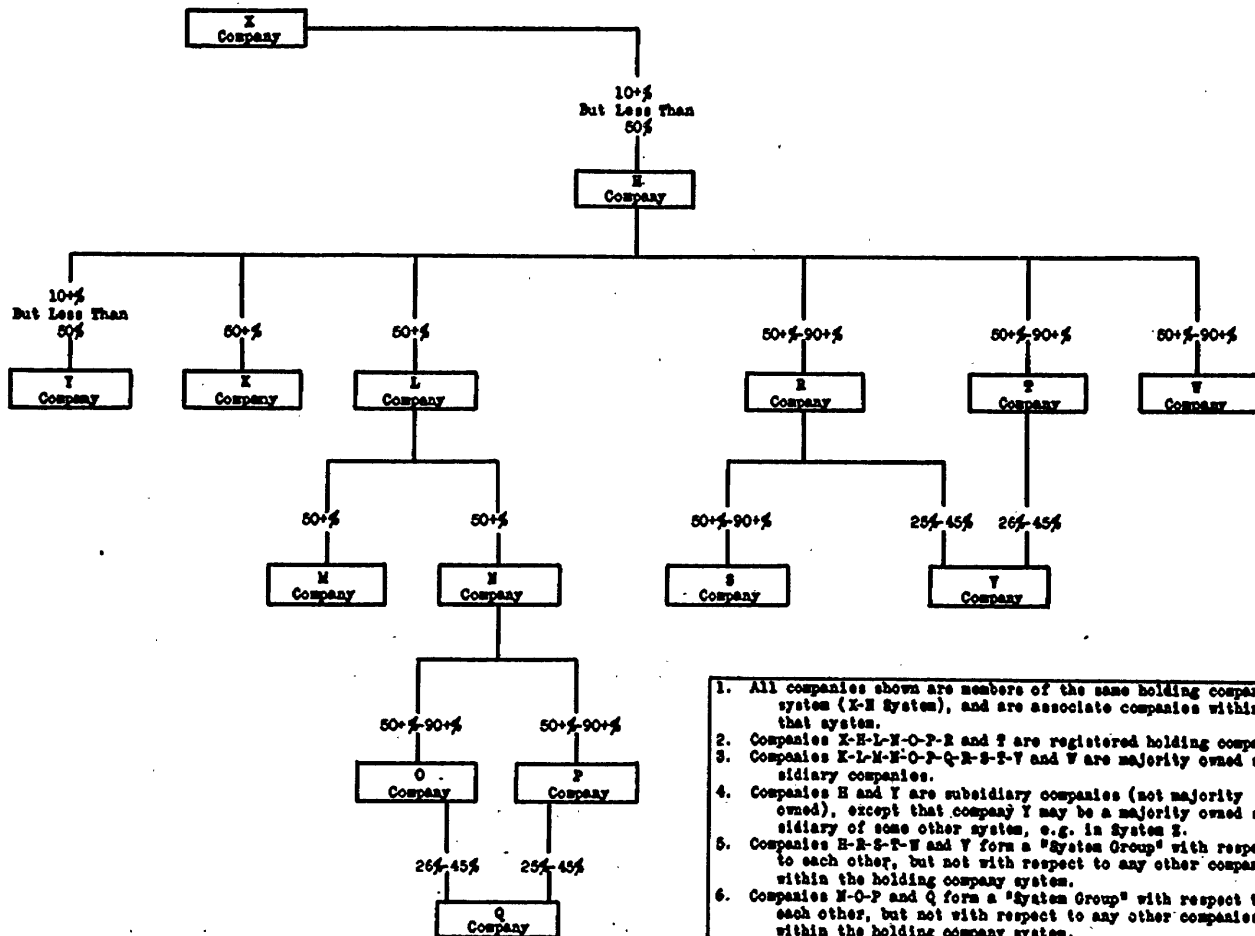 X
Company
10+%
But Less Than
50%
H
Company
10+%
But Less Than
50%
50+%
50+%
50+%-90+%
50+%-90+%
50+%-90+%
Y
Company
K
Company
L
Company
R
Company
T
Company
W
Company
50+%
50+%
50+%-90+%
25%-45%
26%-45%
M
Company
N
Company
S
Company
V
Company
50+%-90+%
50+%-90+%
O
Company
P
Company
26%-45%
25%-45%
Q
Company
1. All companies shown are members of the same holding compan
system (X-H System), and are associate companies within
that system.
2. Companies X-H-L-N-O-P-R and T are registered holding compa
3. Companies K-L-M-N-O-P-Q-R-S-T-V and W are majority owned s
sidiary companies.
4. Companies H and Y are subsidiary companies (not majority
owned), except that company Y may be a majority owned s
sidiary of some other system, e.g. in System Z.
5. Companies H-R-S-T-W and V form a "System Group" with respe
to each other, but not with respect to any other compan
within the holding company system.
6. Companies N-O-P and Q form a "System Group" with respect t
each other, but not with respect to any other companies
within the holding company system.